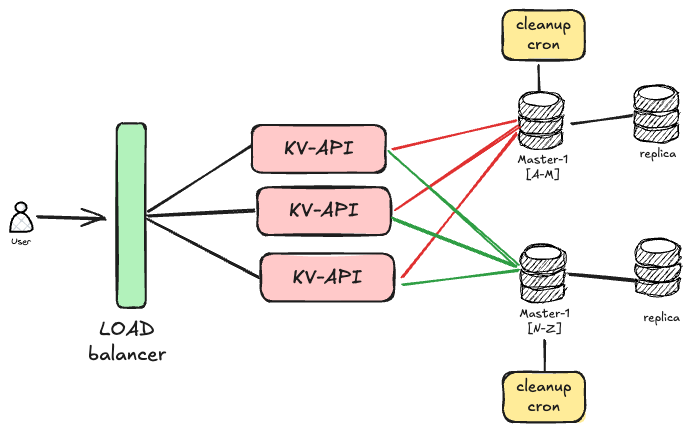 cleanup
cron
KV-API
Master-1
[A-M]
replica
KV-API
User
KV-API
Master-1
[N-Z]
replica
LOAD
balancer
cleanup
cron